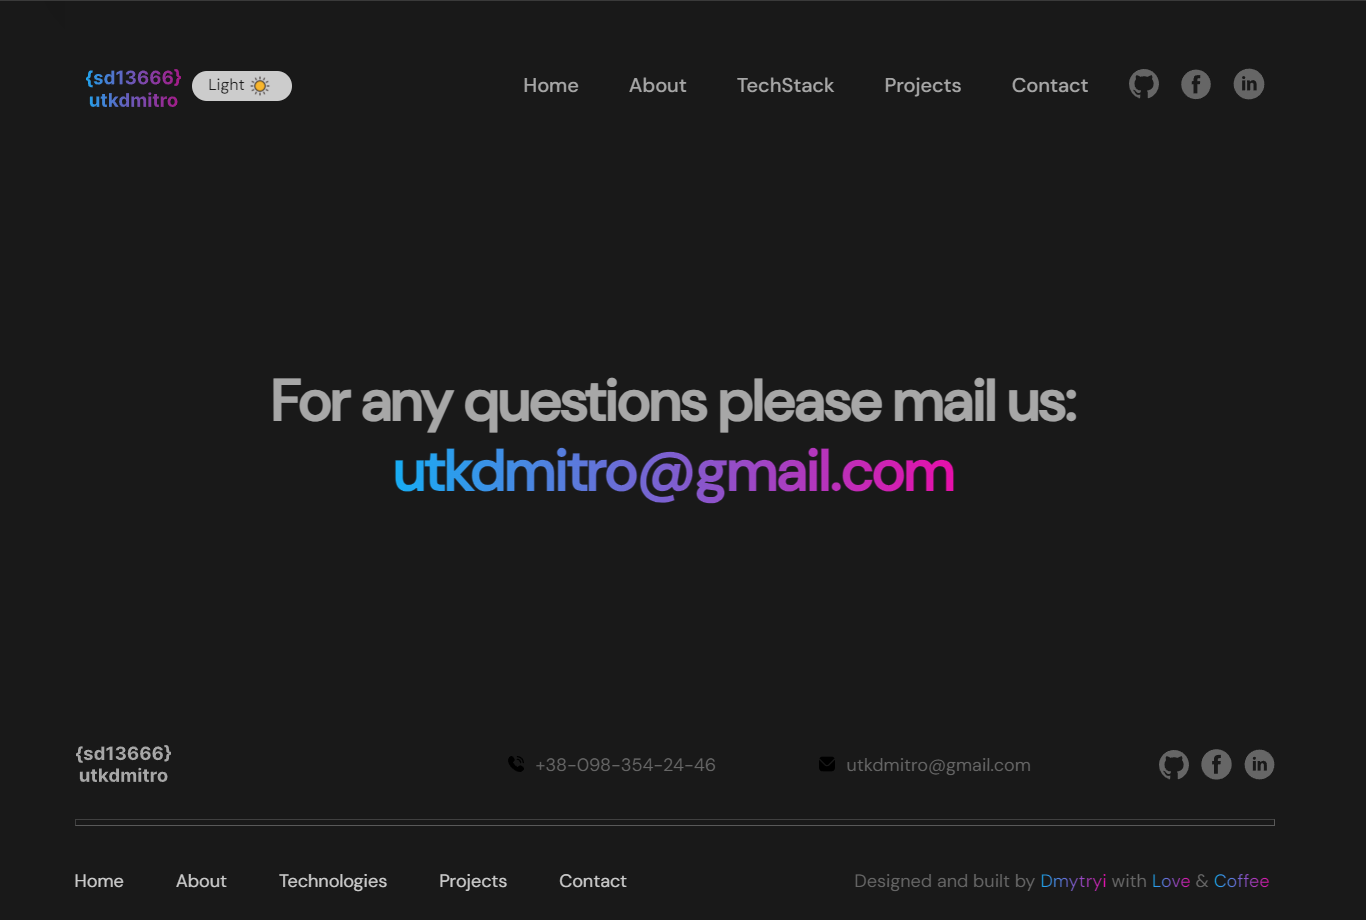 {sd13666}
utkdmitro
Light
Home About TechStack Projects Contact
For any questions please mail us:
utkdmitro@gmail.com
{sd13666}
utkdmitro
+38-098-354-24-46
utkdmitro@gmail.com
Home About Technologies Projects Contact
Designed and built by Dmytryi with Love & Coffee